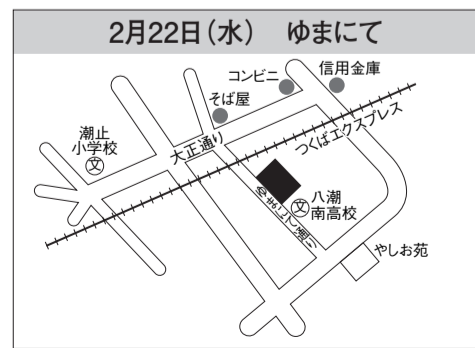 2月22日（水）　ゆまにて
コンビニ
信用金庫
そば屋
潮止
小学校
文
大正通り
つくばエクスプレス
文
八潮
南高校
やしお苑